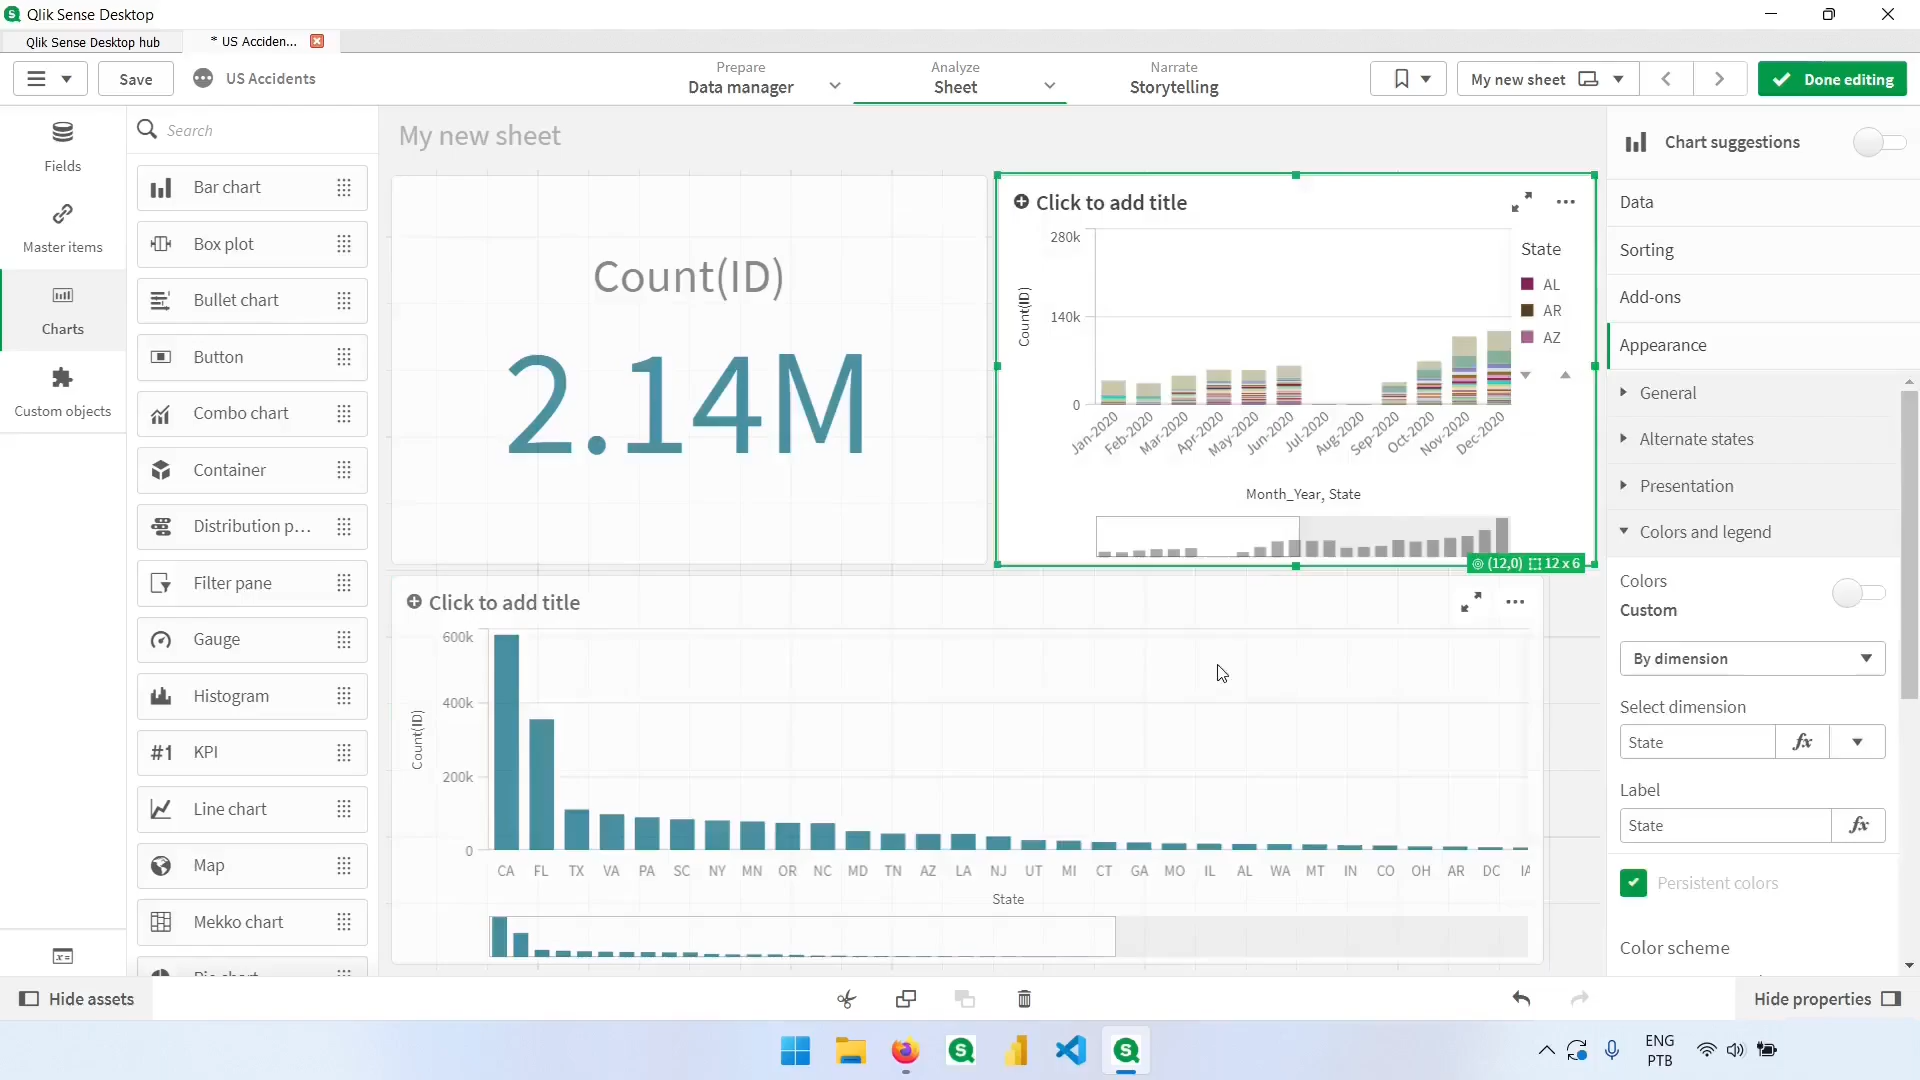 Qlik Sense Desktop
Qlik Sense Desktop hub
* US Acciden...
Save
US Accidents
Prepare
Data manager
Analyze
Sheet
Narrate
Storytelling
My new sheet
Done editing
Fields
Master items
Charts
Custom objects
Search
Bar chart
Box plot
Bullet chart
Button
Combo chart
Container
Distribution p...
Filter pane
Gauge
Histogram
#1 KPI
Line chart
Map
Mekko chart
My new sheet
Count(ID)
2.14M
Click to add title
280k
140k
0
Count(ID)
Jan-2020
Feb-2020
Mar-2020
Apr-2020
May-2020
Jun-2020
Jul-2020
Aug-2020
Sep-2020
Oct-2020
Nov-2020
Dec-2020
Month_Year, State
State
AL
AR
AZ
(12,0) 12 x 6
Click to add title
600k
400k
200k
0
Count(ID)
CA FL TX VA PA SC NY MN OR NC MD TN AZ LA NJ UT MI CT GA MO IL AL WA MT IN CO OH AR DC
State
Chart suggestions
Data
Sorting
Add-ons
Appearance
General
Alternate states
Presentation
Colors and legend
Colors
Custom
By dimension
Select dimension
State
fx
Label
State
fx
Persistent colors
Color scheme
Hide assets
Hide properties
ENG
PTB